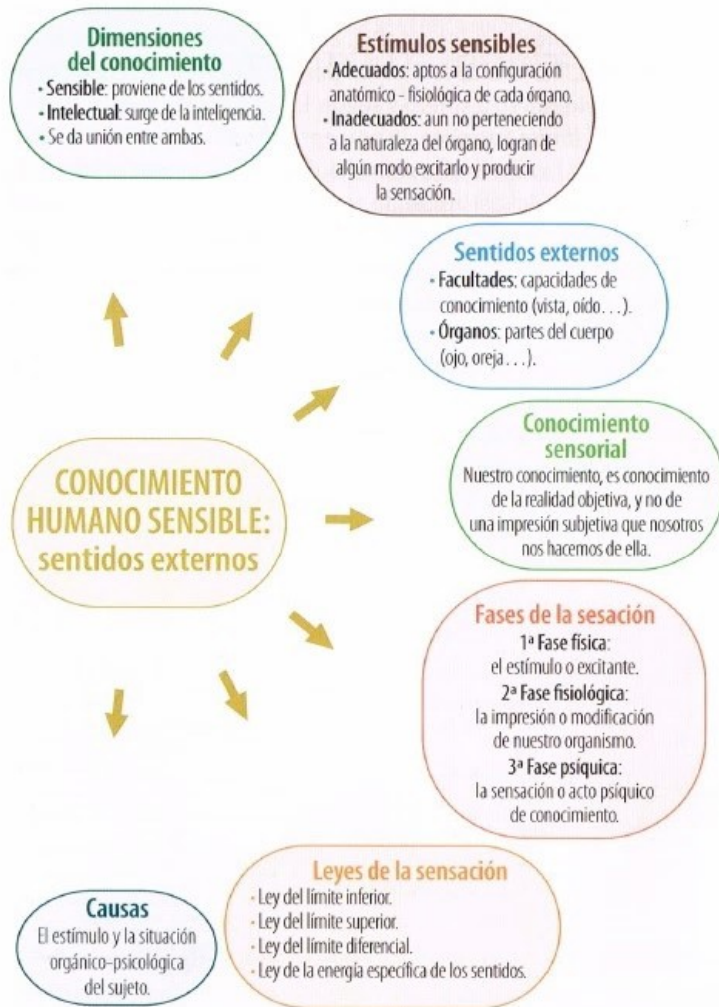 Dimensiones
del conocimiento
• Sensible: proviene de los sentidos.
• Intelectual: surge de la inteligencia.
• Se da unión entre ambas.
Estímulos sensibles
• Adecuados: aptos a la configuración
anatómico - fisiológica de cada órgano.
• Inadecuados: aun no perteneciendo
a la naturaleza del órgano, logran de
algún modo excitarlo y producir
la sensación.
Sentidos externos
• Facultades: capacidades de
conocimiento (vista, oído…).
• Órganos: partes del cuerpo
(ojo, oreja…).
Conocimiento
sensorial
Nuestro conocimiento, es conocimiento
de la realidad objetiva, y no de
una impresión subjetiva que nosotros
nos hacemos de ella.
CONOCIMIENTO
HUMANO SENSIBLE:
sentidos externos
Fases de la sesación
1ª Fase física:
el estímulo o excitante.
2ª Fase fisiológica:
la impresión o modificación
de nuestro organismo.
3ª Fase psíquica:
la sensación o acto psíquico
de conocimiento.
Leyes de la sensación
• Ley del límite inferior.
• Ley del límite superior.
• Ley del límite diferencial.
• Ley de la energía específica de los sentidos.
Causas
El estímulo y la situación
orgánico-psicológica
del sujeto.